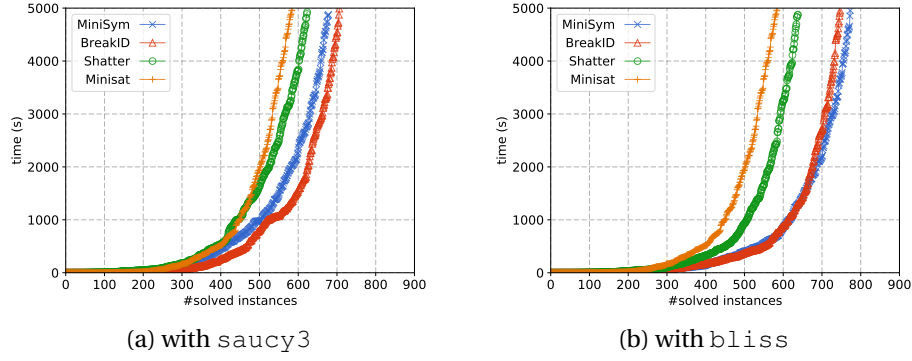 5000
4000
3000
2000
1000
0
time (s)
MiniSym
BreakID
Shatter
Minisat
0 100 200 300 400 500 600 700 800 900
#solved instances
(a) with saucy3
5000
4000
3000
2000
1000
0
time (s)
MiniSym
BreakID
Shatter
Minisat
0 100 200 300 400 500 600 700 800 900
#solved instances
(b) with bliss